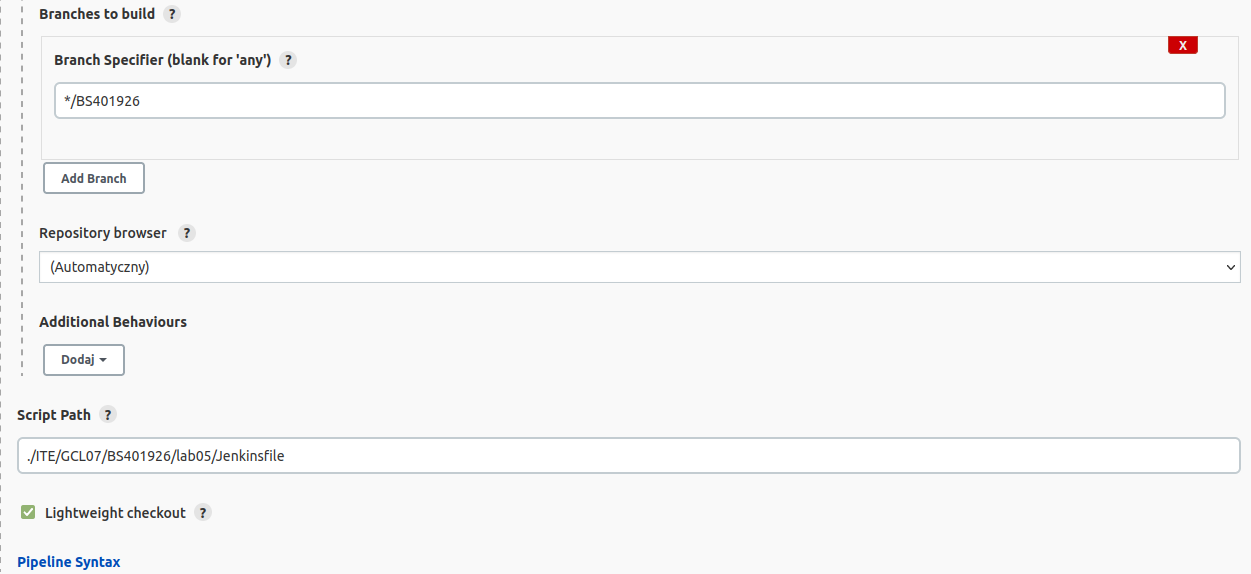 Branches to build ?
Branch Specifier (blank for 'any') ?
X
*/BS401926
Add Branch
Repository browser ?
(Automatyczny)
Additional Behaviours
Dodaj
Script Path ?
./ITE/GCL07/BS401926/lab05/Jenkinsfile
Lightweight checkout ?
Pipeline Syntax